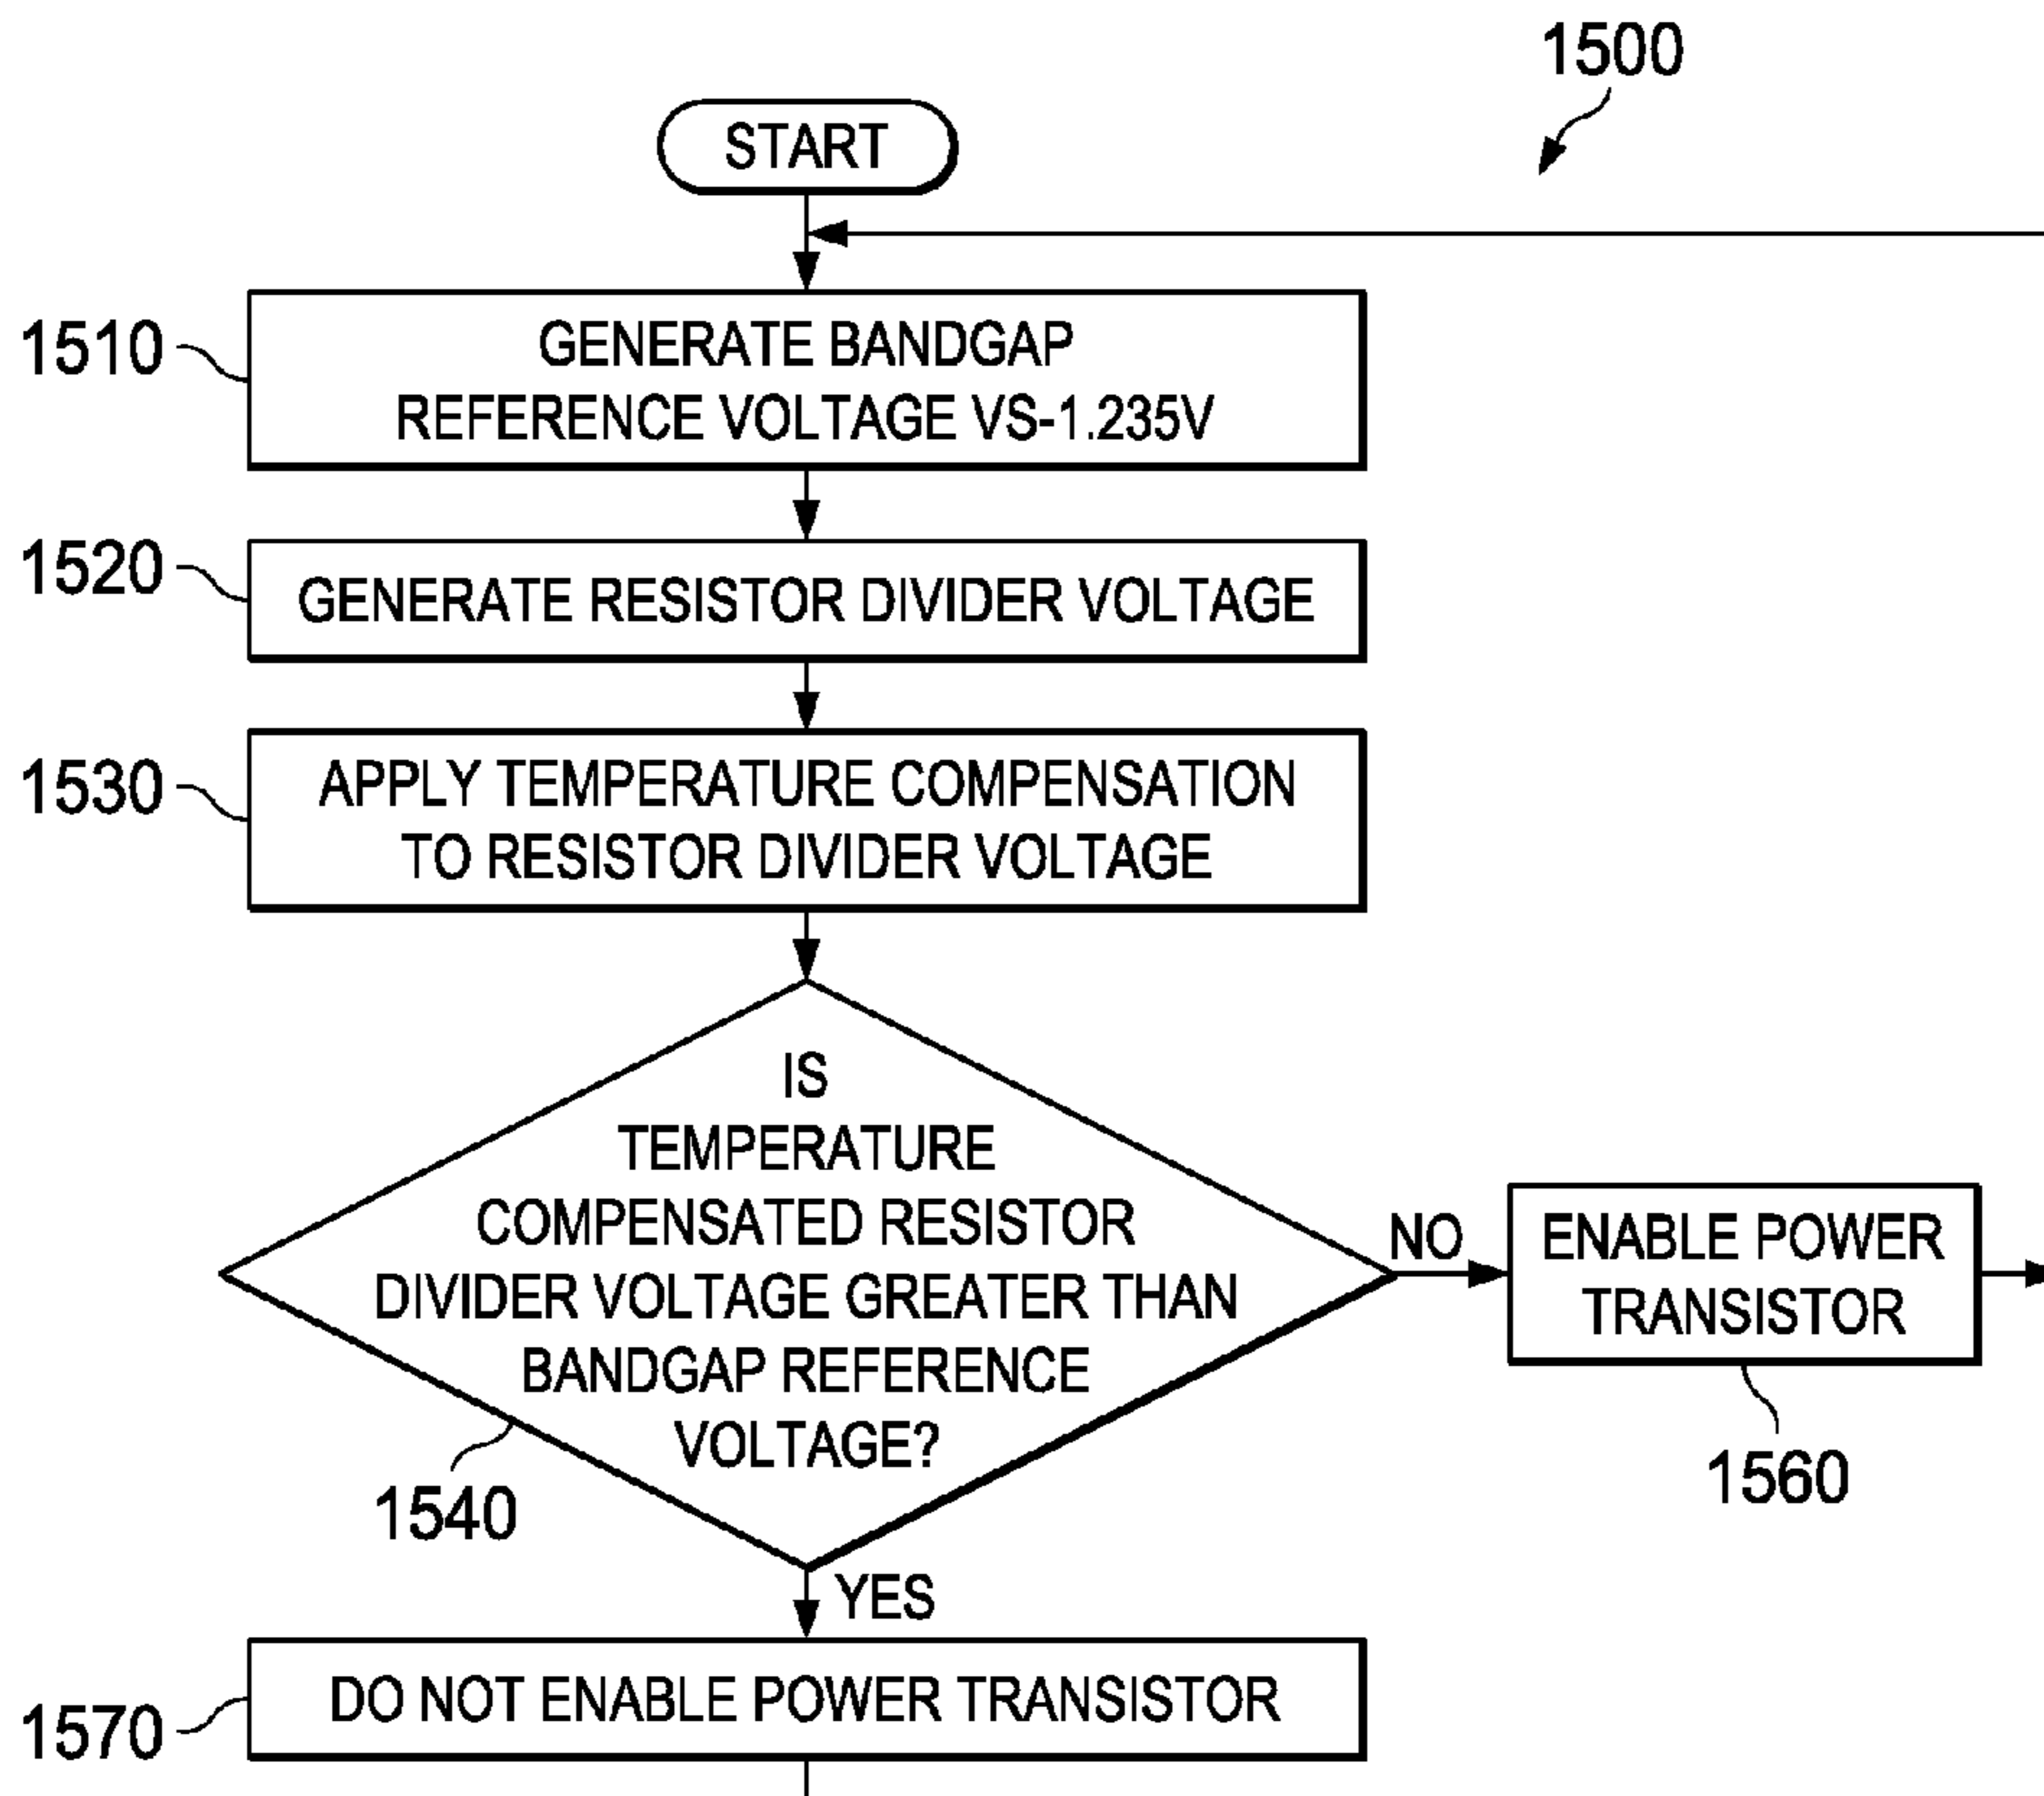 1500
START
1510
GENERATE BANDGAP
REFERENCE VOLTAGE VS-1.235V
1520
GENERATE RESISTOR DIVIDER VOLTAGE
1530
APPLY TEMPERATURE COMPENSATION
TO RESISTOR DIVIDER VOLTAGE
IS
TEMPERATURE
COMPENSATED RESISTOR
DIVIDER VOLTAGE GREATER THAN
BANDGAP REFERENCE
VOLTAGE?
1540
NO
ENABLE POWER
TRANSISTOR
1560
YES
1570
DO NOT ENABLE POWER TRANSISTOR